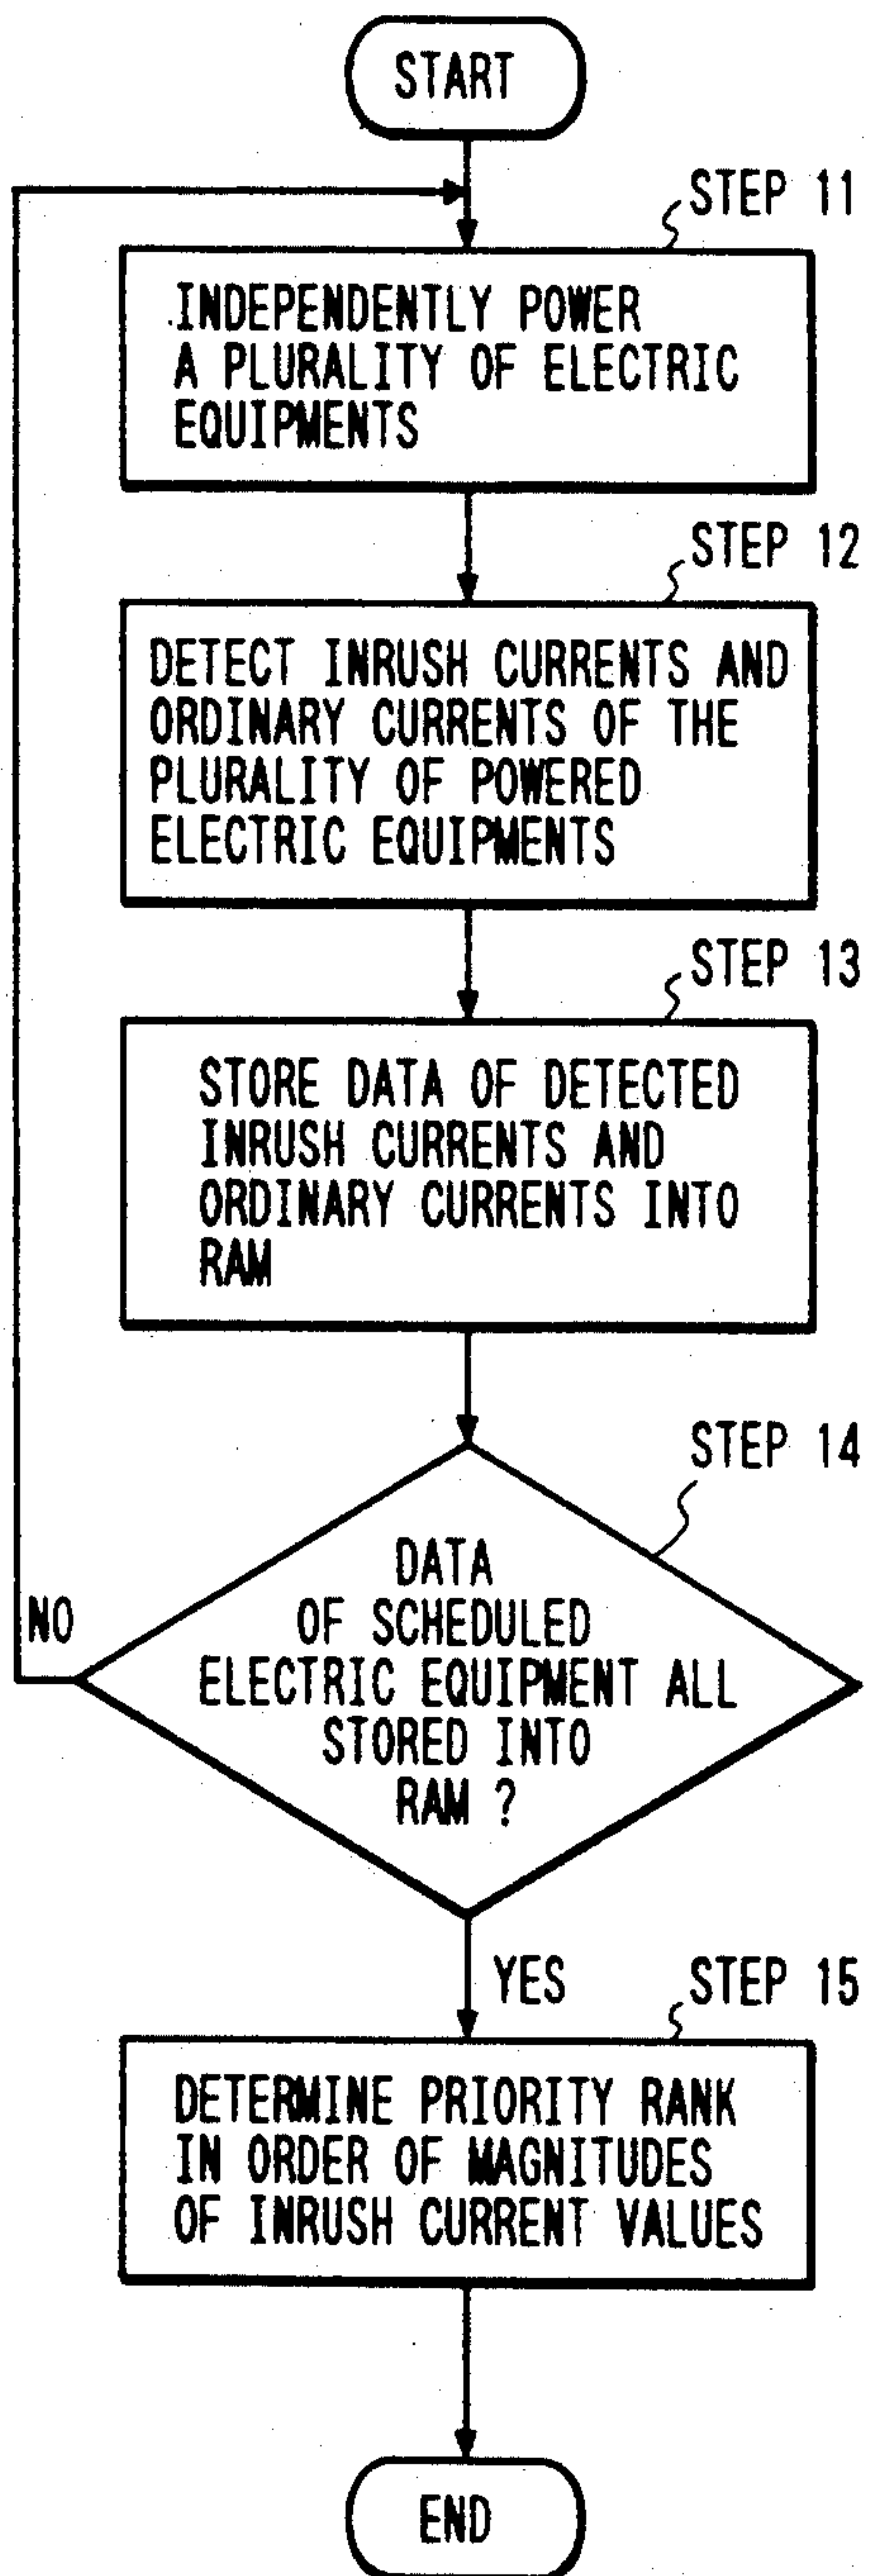 START
STEP 11
INDEPENDENTLY POWER
A PLURALITY OF ELECTRIC
EQUIPMENTS
STEP 12
DETECT INRUSH CURRENTS AND
ORDINARY CURRENTS OF THE
PLURALITY OF POWERED
ELECTRIC EQUIPMENTS
STEP 13
STORE DATA OF DETECTED
INRUSH CURRENTS AND
ORDINARY CURRENTS INTO
RAM
STEP 14
DATA
OF SCHEDULED
ELECTRIC EQUIPMENT ALL
STORED INTO
RAM ?
NO
YES
STEP 15
DETERMINE PRIORITY RANK
IN ORDER OF MAGNITUDES
OF INRUSH CURRENT VALUES
END